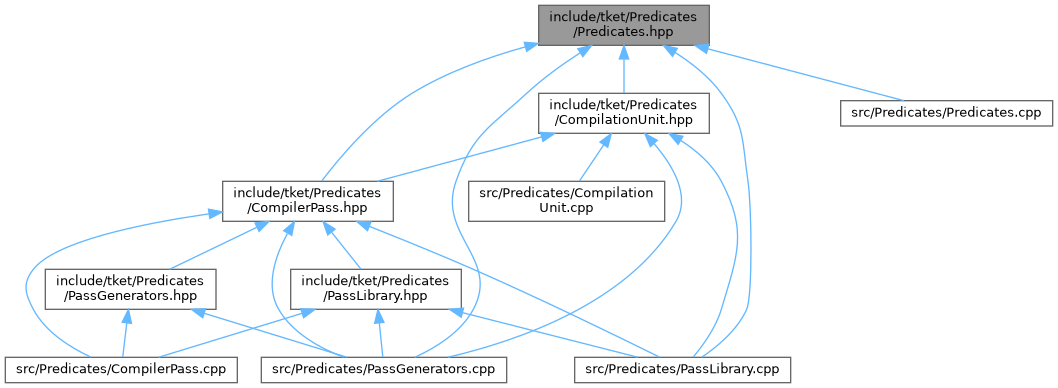 include/tket/Predicates
/Predicates.hpp
include/tket/Predicates
/CompilationUnit.hpp
src/Predicates/Predicates.cpp
include/tket/Predicates
/CompilerPass.hpp
src/Predicates/Compilation
Unit.cpp
include/tket/Predicates
/PassGenerators.hpp
include/tket/Predicates
/PassLibrary.hpp
src/Predicates/CompilerPass.cpp
src/Predicates/PassGenerators.cpp
src/Predicates/PassLibrary.cpp